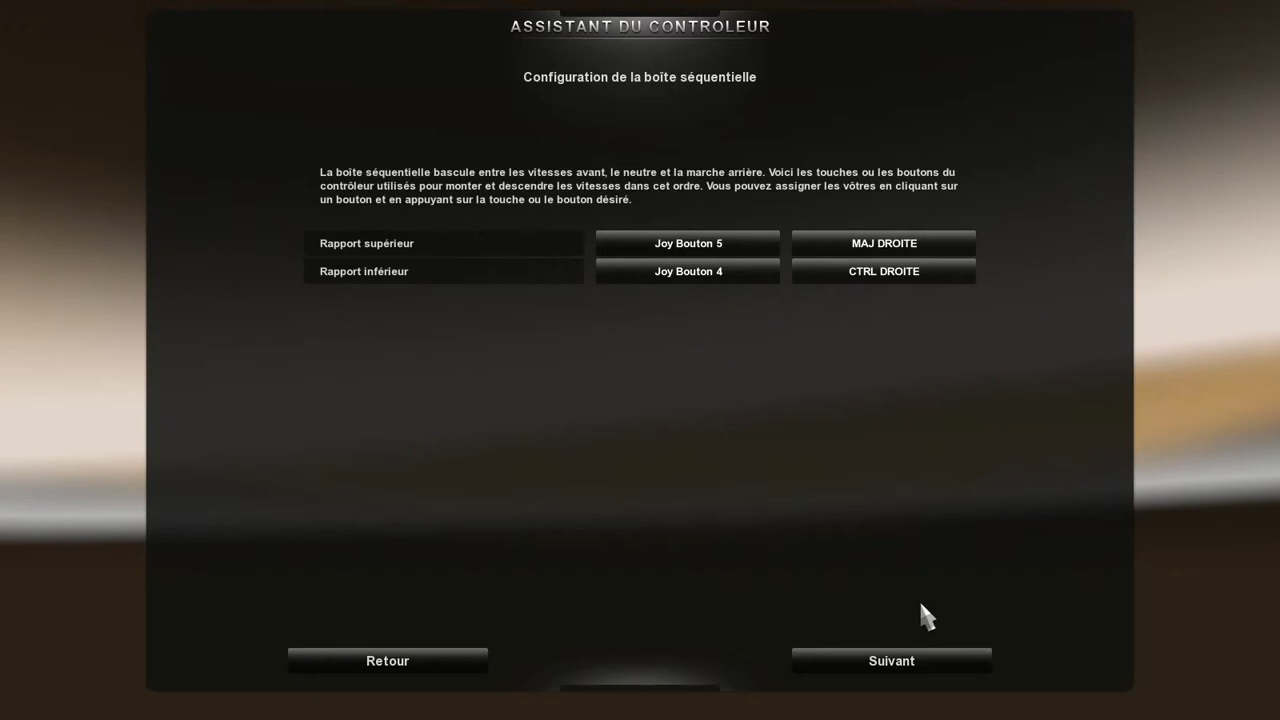 ASSISTANT DU CONTROLEUR
Configuration de la boîte séquentielle
La boîte séquentielle bascule entre les vitesses avant, le neutre et la marche arrière. Voici les touches ou les boutons du
contrôleur utilisés pour monter et descendre les vitesses dans cet ordre. Vous pouvez assigner les vôtres en cliquant sur
un bouton et en appuyant sur la touche ou le bouton désiré.
Rapport supérieur Joy Bouton 5 MAJ DROITE
Rapport inférieur Joy Bouton 4 CTRL DROITE
Retour Suivant